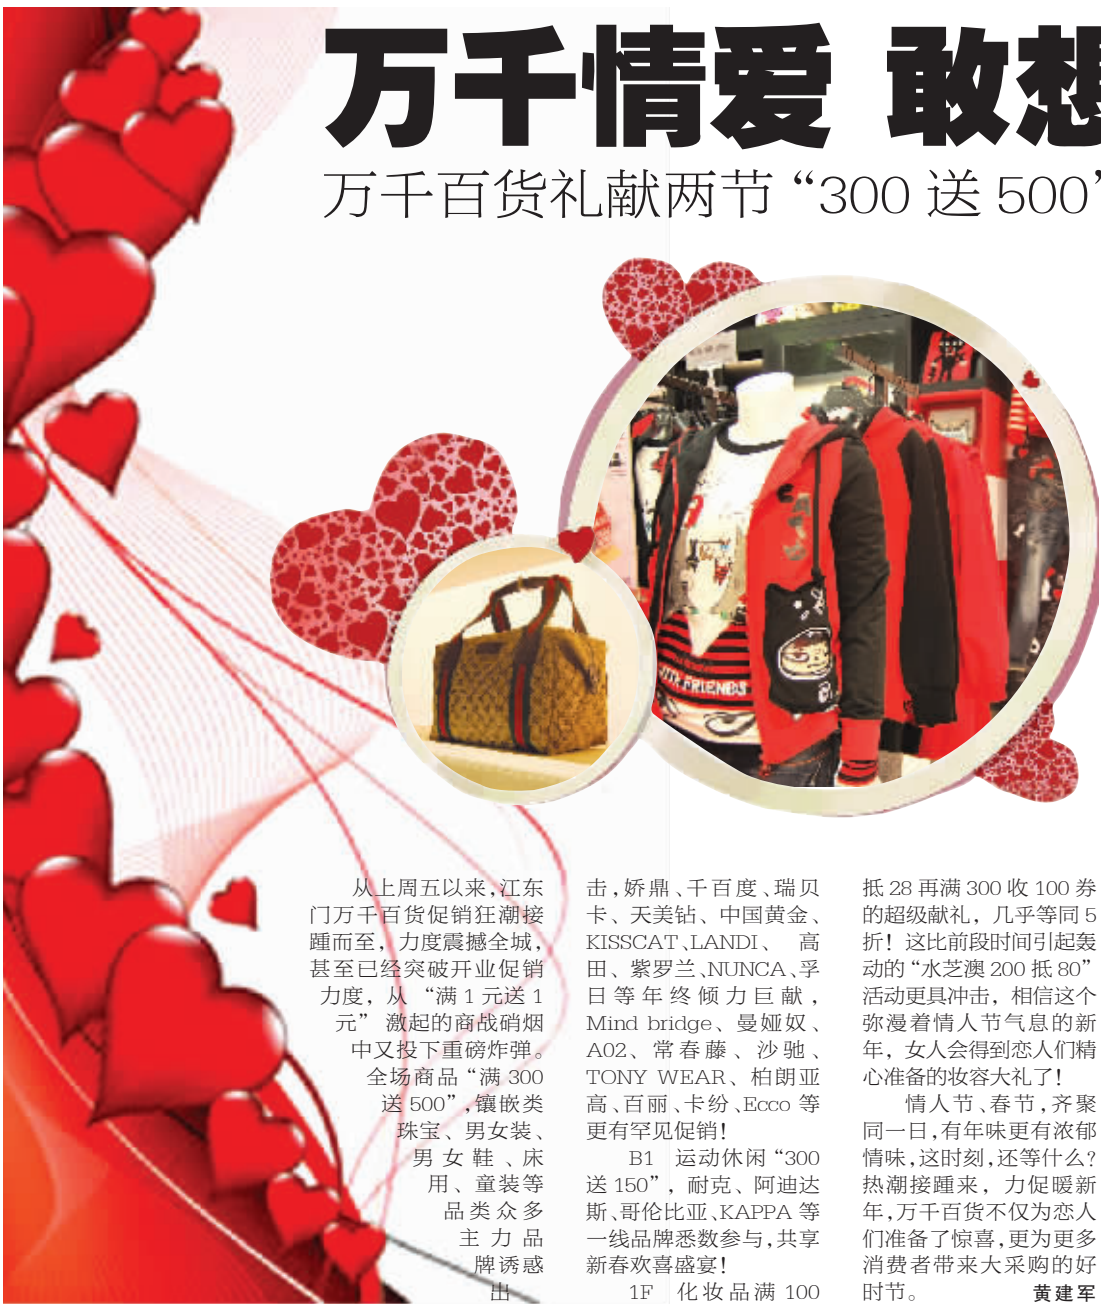 万千情爱 敢想
万千百货礼献两节“300 送 500”
FRIENDS
从上周五以来,江东
门万千百货促销狂潮接
踵而至，力度震撼全城，
甚至已经突破开业促销
力度，从 “满 1 元送 1
元” 激起的商战硝烟
中又投下重磅炸弹。
全场商品“满 300
送 500”,镶嵌类
珠宝、男女装、
男女鞋、床
用、童装等
品类众多
主力品
牌诱惑
出
击,娇鼎、千百度、瑞贝
卡、天美钻、中国黄金、
KISSCAT、LANDI、 高
田、紫罗兰、NUNCA、孚
日等年终倾力巨献，
Mind bridge、曼娅奴、
A02、常春藤、沙驰、
TONY WEAR、柏朗亚
高、百丽、卡纷、Ecco 等
更有罕见促销！
B1 运动休闲“300
送 150”，耐克、阿迪达
斯、哥伦比亚、KAPPA 等
一线品牌悉数参与,共享
新春欢喜盛宴！
1F 化妆品满 100
抵 28 再满 300 收 100 券
的超级献礼，几乎等同 5
折！这比前段时间引起轰
动的“水芝澳 200 抵 80”
活动更具冲击，相信这个
弥漫着情人节气息的新
年，女人会得到恋人们精
心准备的妆容大礼了！
情人节、春节,齐聚
同一日,有年味更有浓郁
情味,这时刻,还等什么？
热潮接踵来，力促暖新
年,万千百货不仅为恋人
们准备了惊喜,更为更多
消费者带来大采购的好
时节。 黄建军